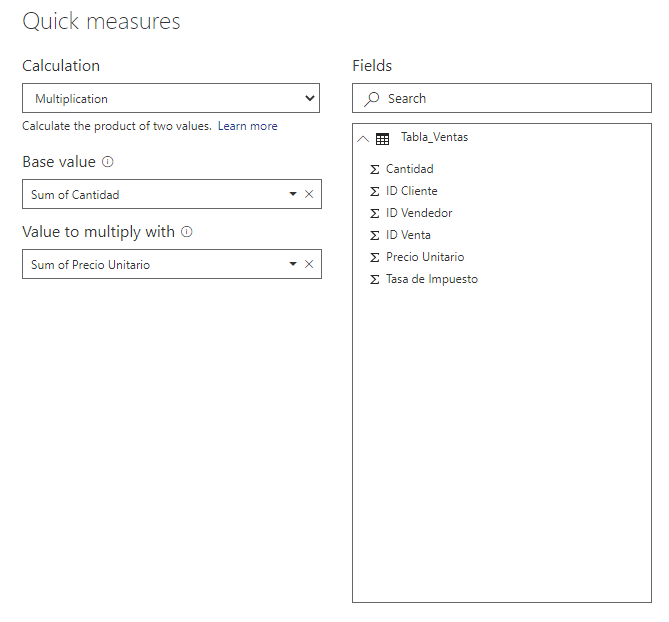 Quick measures
Calculation
Multiplication
Calculate the product of two values. Learn more
Base value
Sum of Cantidad
Value to multiply with
Sum of Precio Unitario
Fields
Search
Tabla_Ventas
Cantidad
ID Cliente
ID Vendedor
ID Venta
Precio Unitario
Tasa de Impuesto